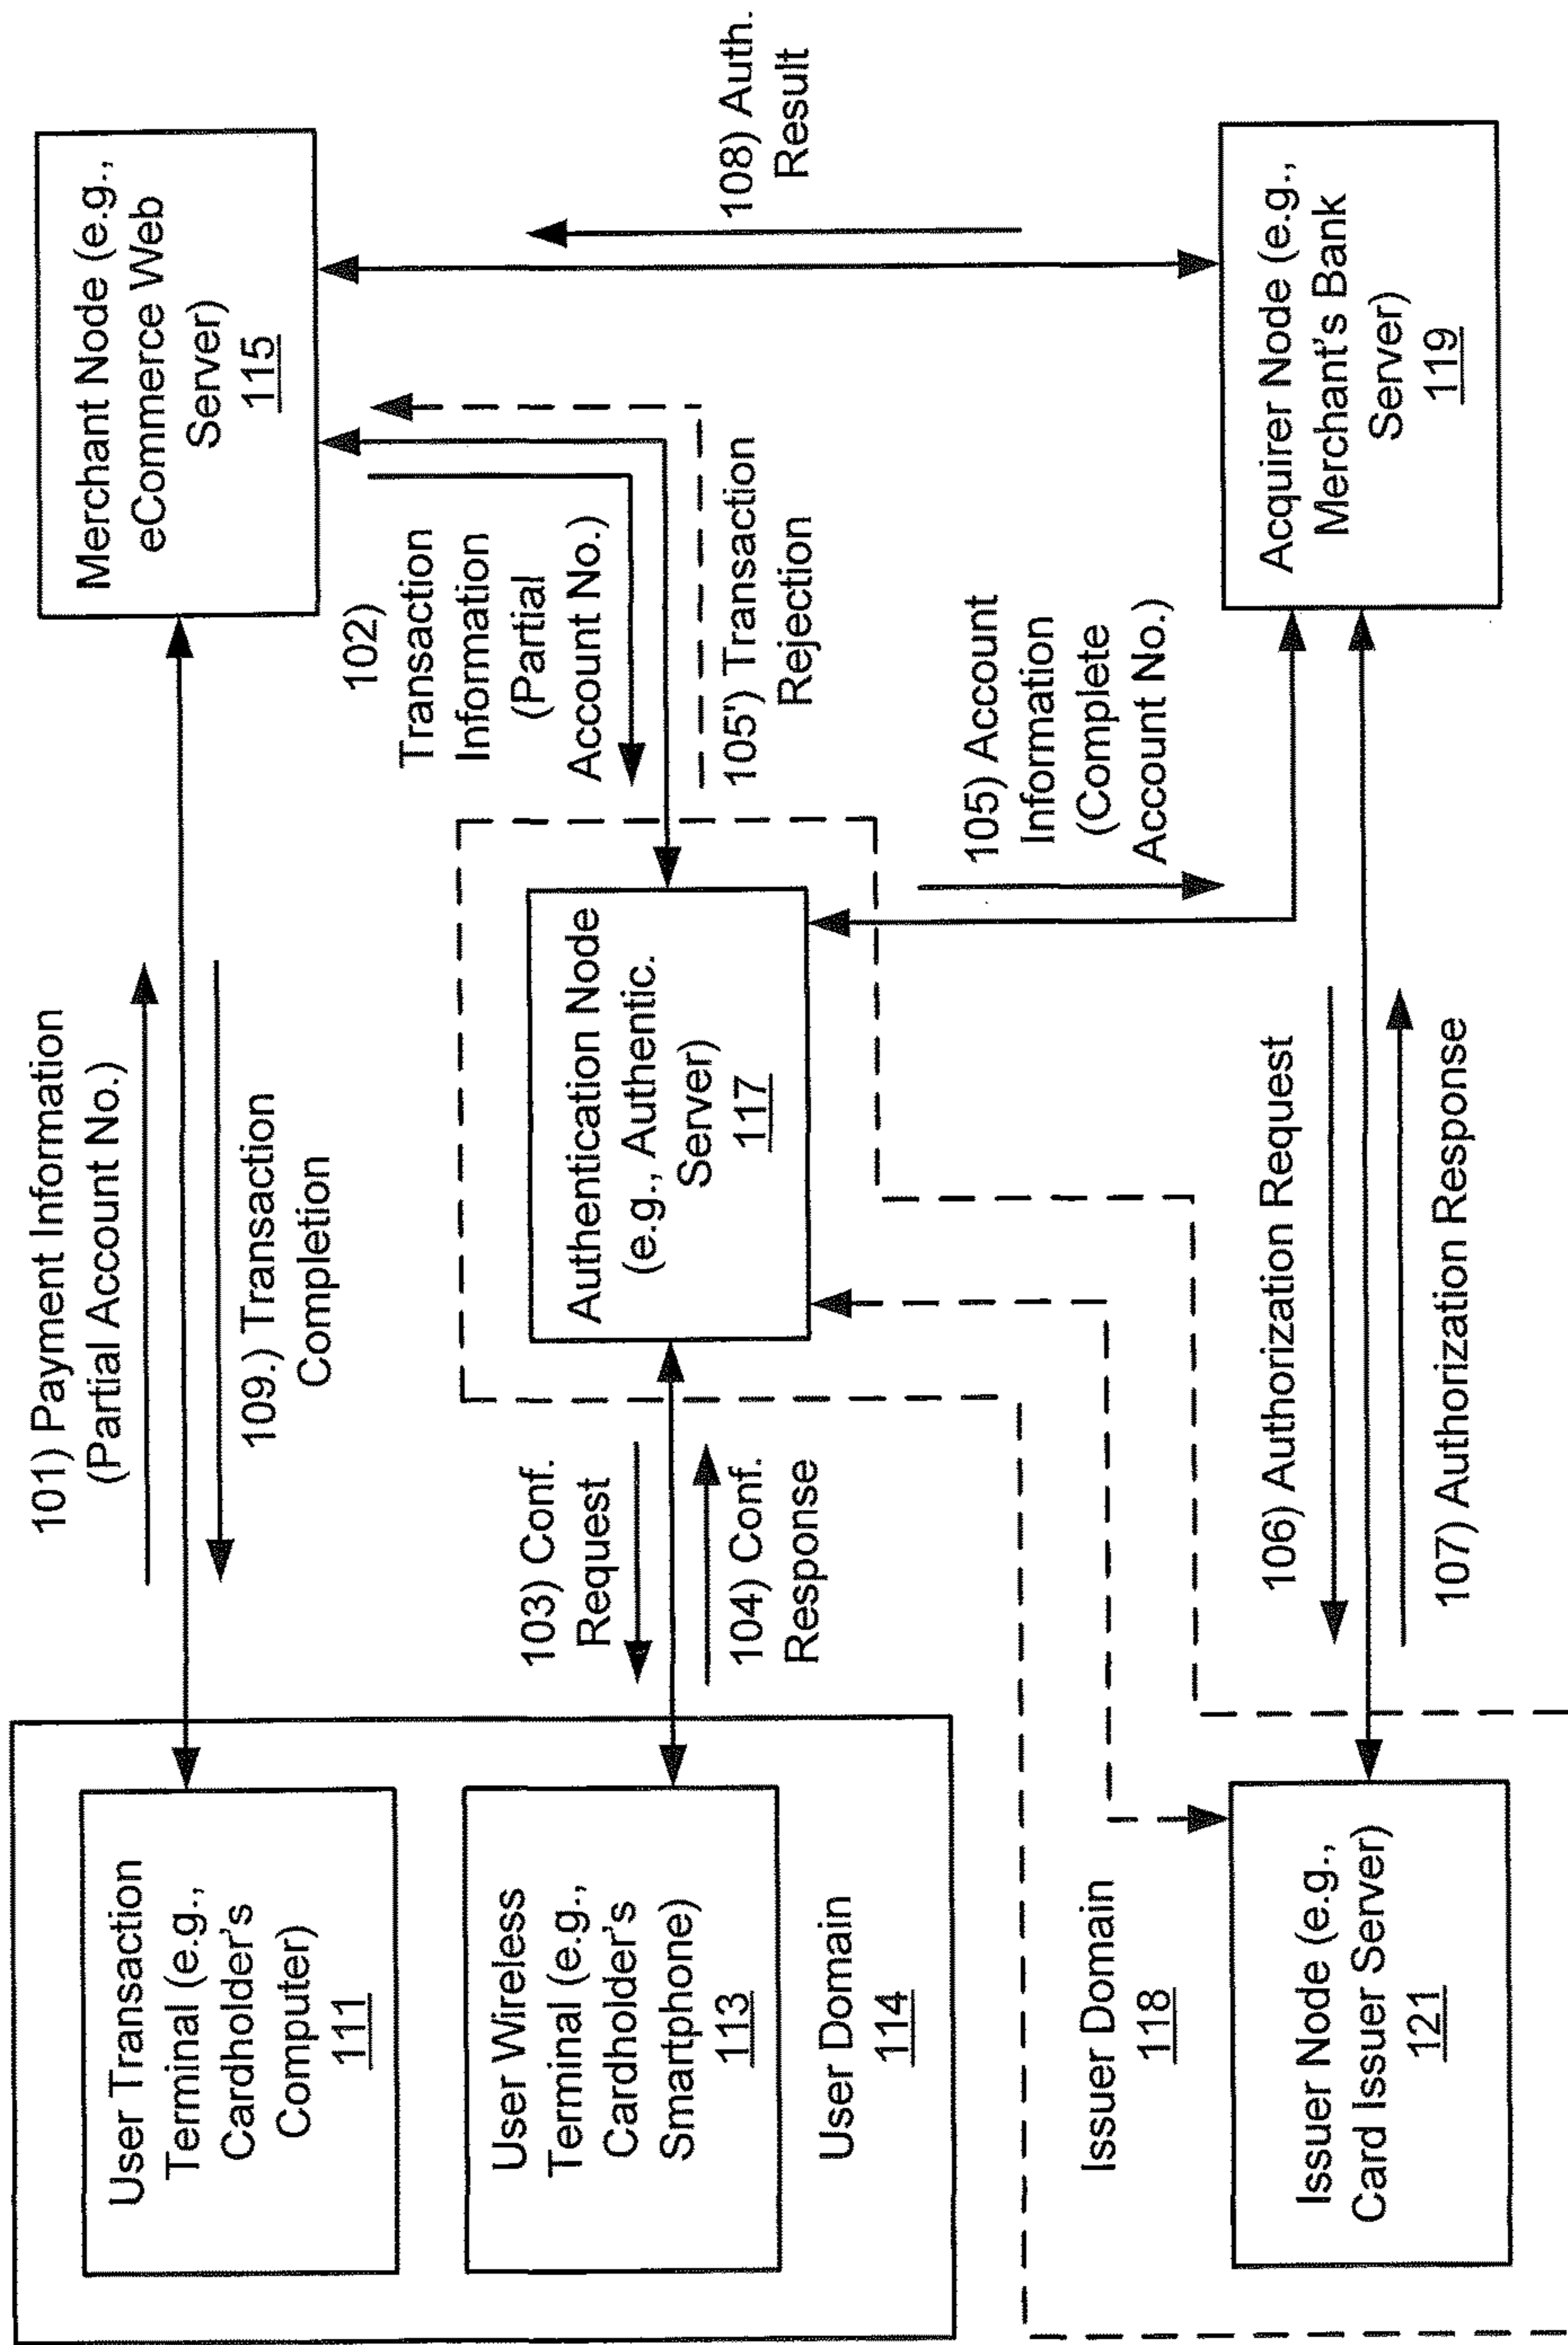 101) Payment Information
(Partial Account No.)
109.) Transaction
Completion
User Transaction
Terminal (e.g.,
Cardholder's
Computer)
111
User Wireless
Terminal (e.g.,
Cardholder's
Smartphone)
113
User Domain
114
103) Conf.
Request
104) Conf.
Response
Merchant Node (e.g.,
eCommerce Web
Server)
115
102)
Transaction
Information
(Partial
Account No.)
105') Transaction
Rejection
108) Auth.
Result
Authentication Node
(e.g., Authentic.
Server)
117
105) Account
Information
(Complete
Account No.)
Issuer Domain
118
Issuer Node (e.g.,
Card Issuer Server)
121
106) Authorization Request
107) Authorization Response
Acquirer Node (e.g.,
Merchant's Bank
Server)
119